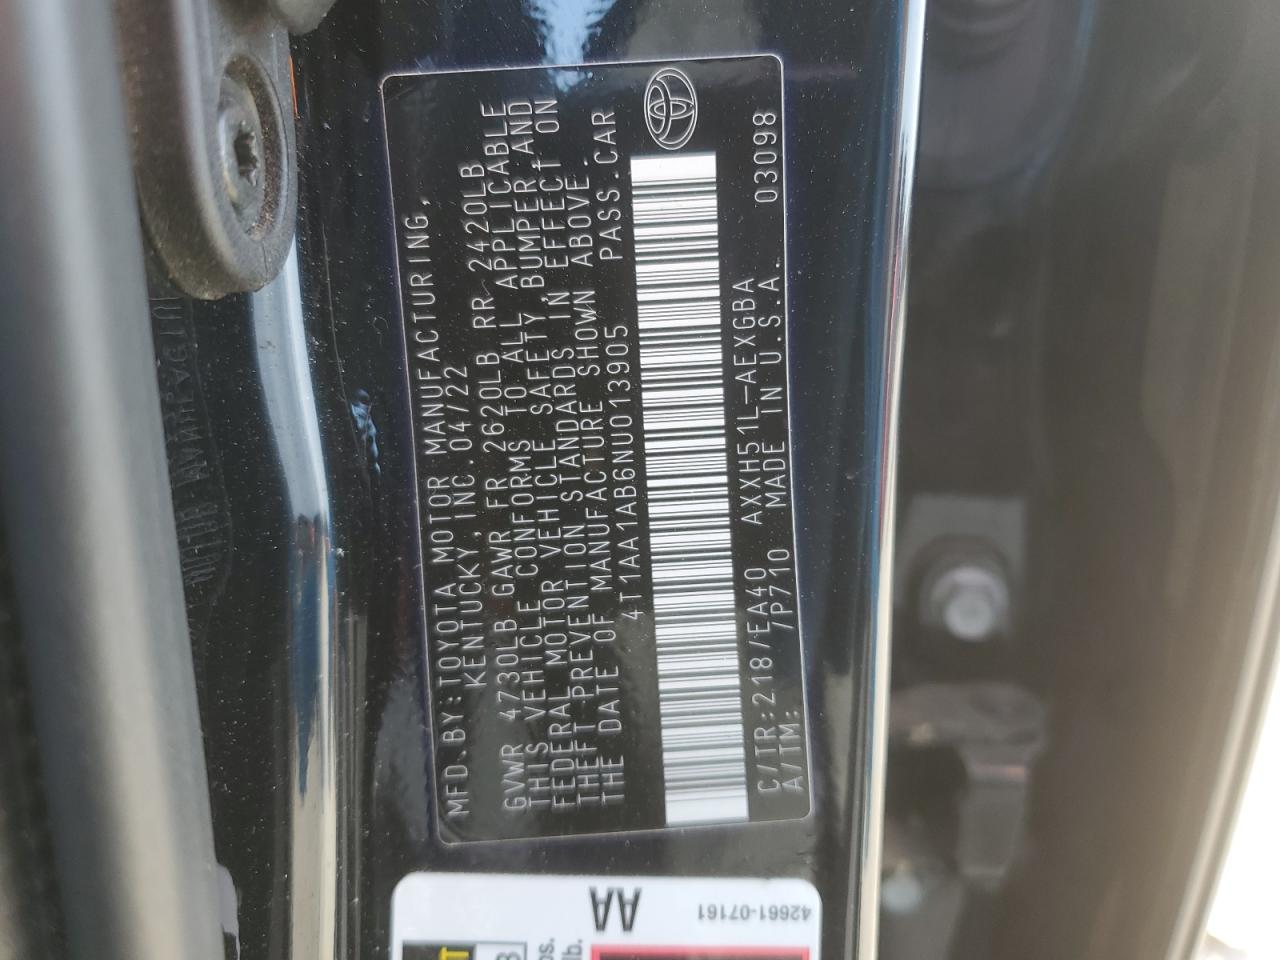 MFD.BY:TOYOTA MOTOR MANUFACTURING,
KENTUCKY,INC.04/22
GVWR 4730LB GAWR FR 2620LB RR 2420LB
THIS VEHICLE CONFORMS TO ALL APPLICABLE
FEDERAL MOTOR VEHICLE SAFETY, BUMPER, AND
THEFT PREVENTION STANDARDS IN EFFECT ON
THE DATE OF MANUFACTURE SHOWN ABOVE.
4T1AA1AB6NU013905 PASS.CAR
C/TR:218/EA40 AXXH51L-AEXGBA 03098
A/TM: /P710 MADE IN U.S.A.
AA
42661-07161